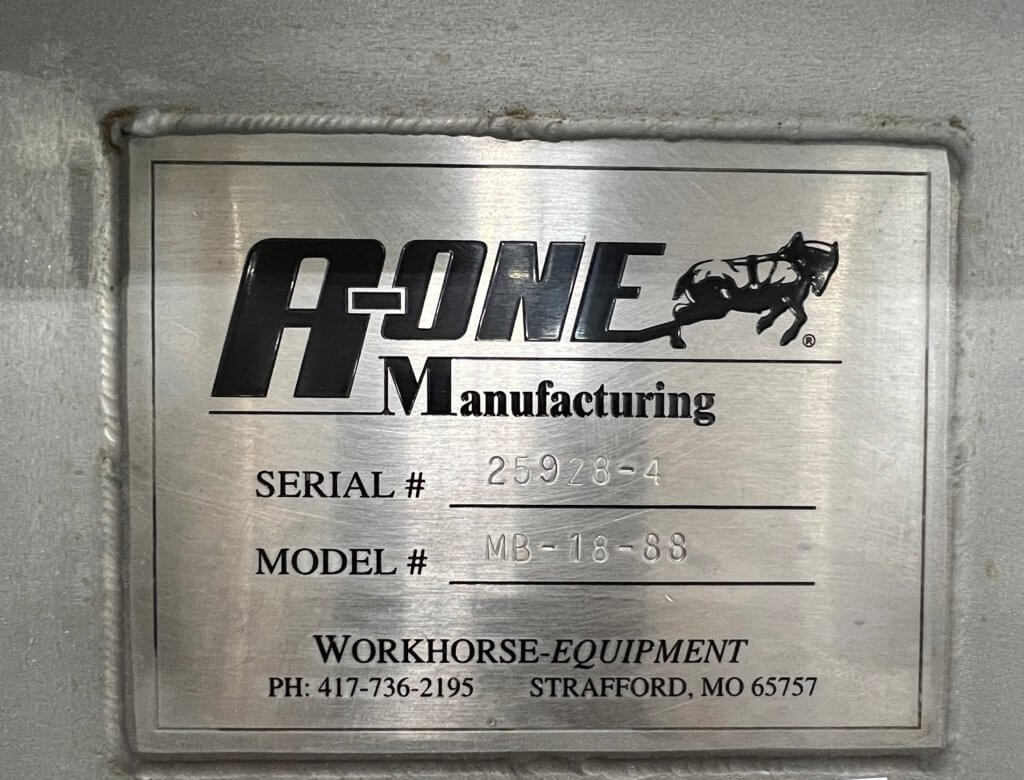 A-ONE ®
Manufacturing
SERIAL # 25928-4
MODEL # MB-18-88
WORKHORSE-EQUIPMENT
PH: 417-736-2195 STRAFFORD, MO 65757